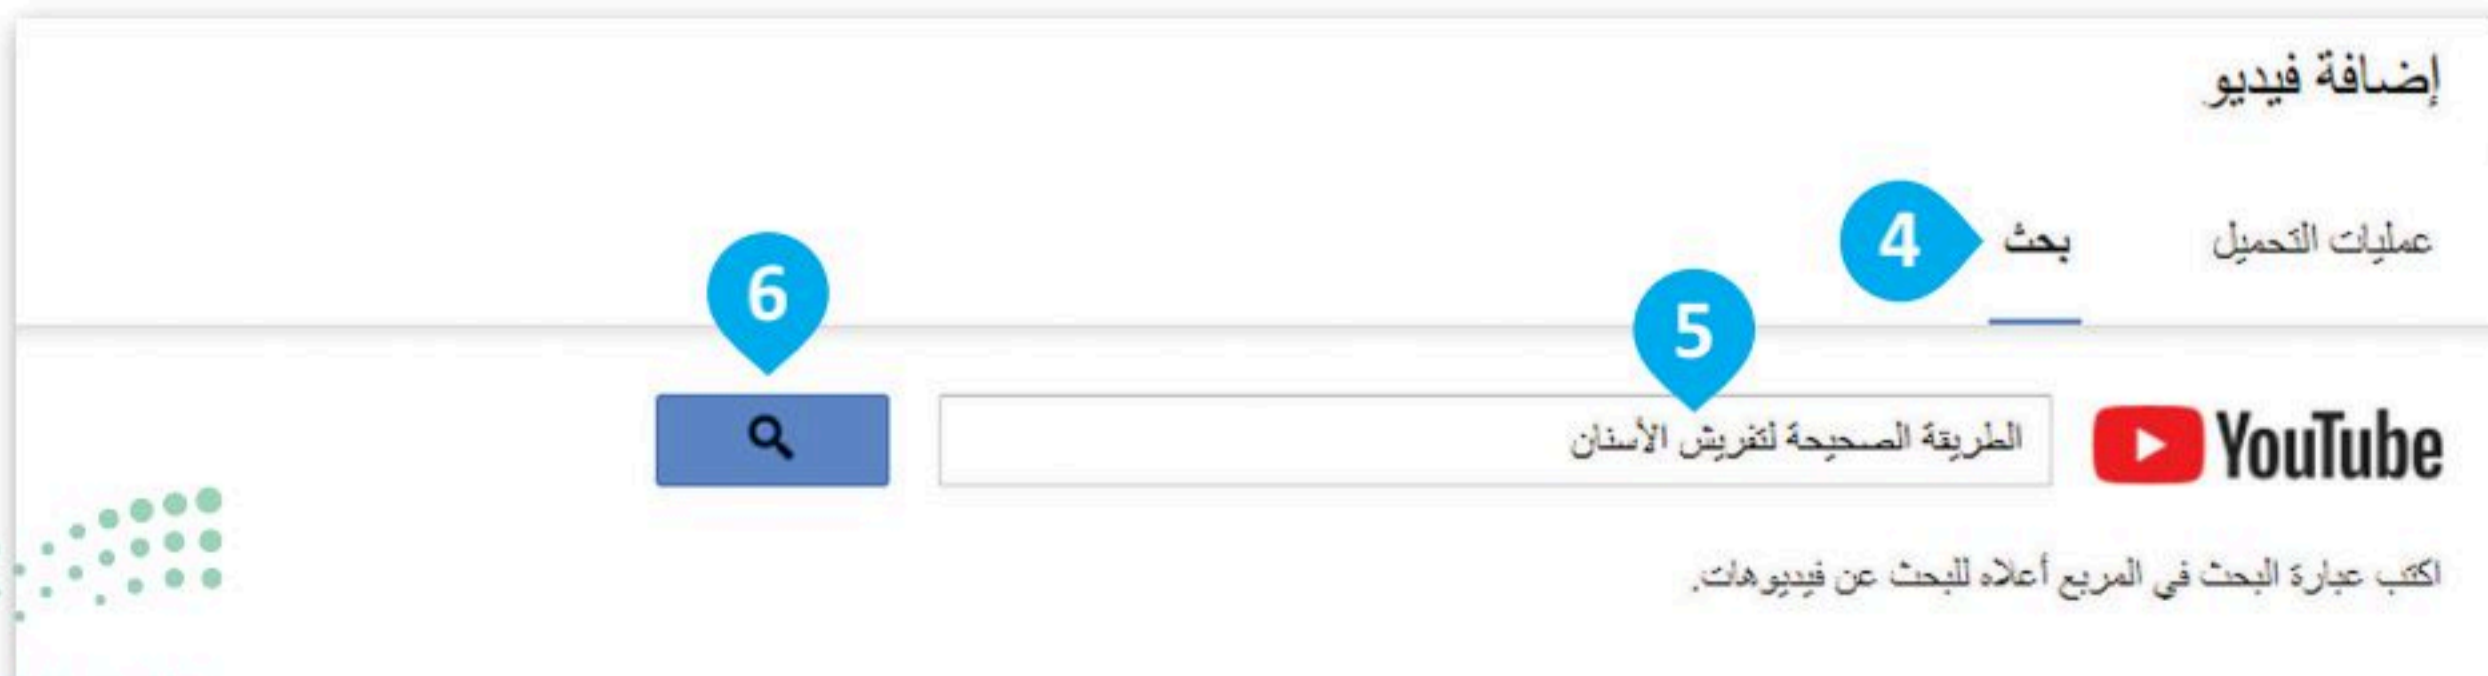 إضافة فيديو
عمليات التحميل بحث 4
6
5
YouTube الطريقة الصحيحة لتفريش الأسنان
اكتب عبارة البحث في المربع أعلاه للبحث عن فيديوهات.